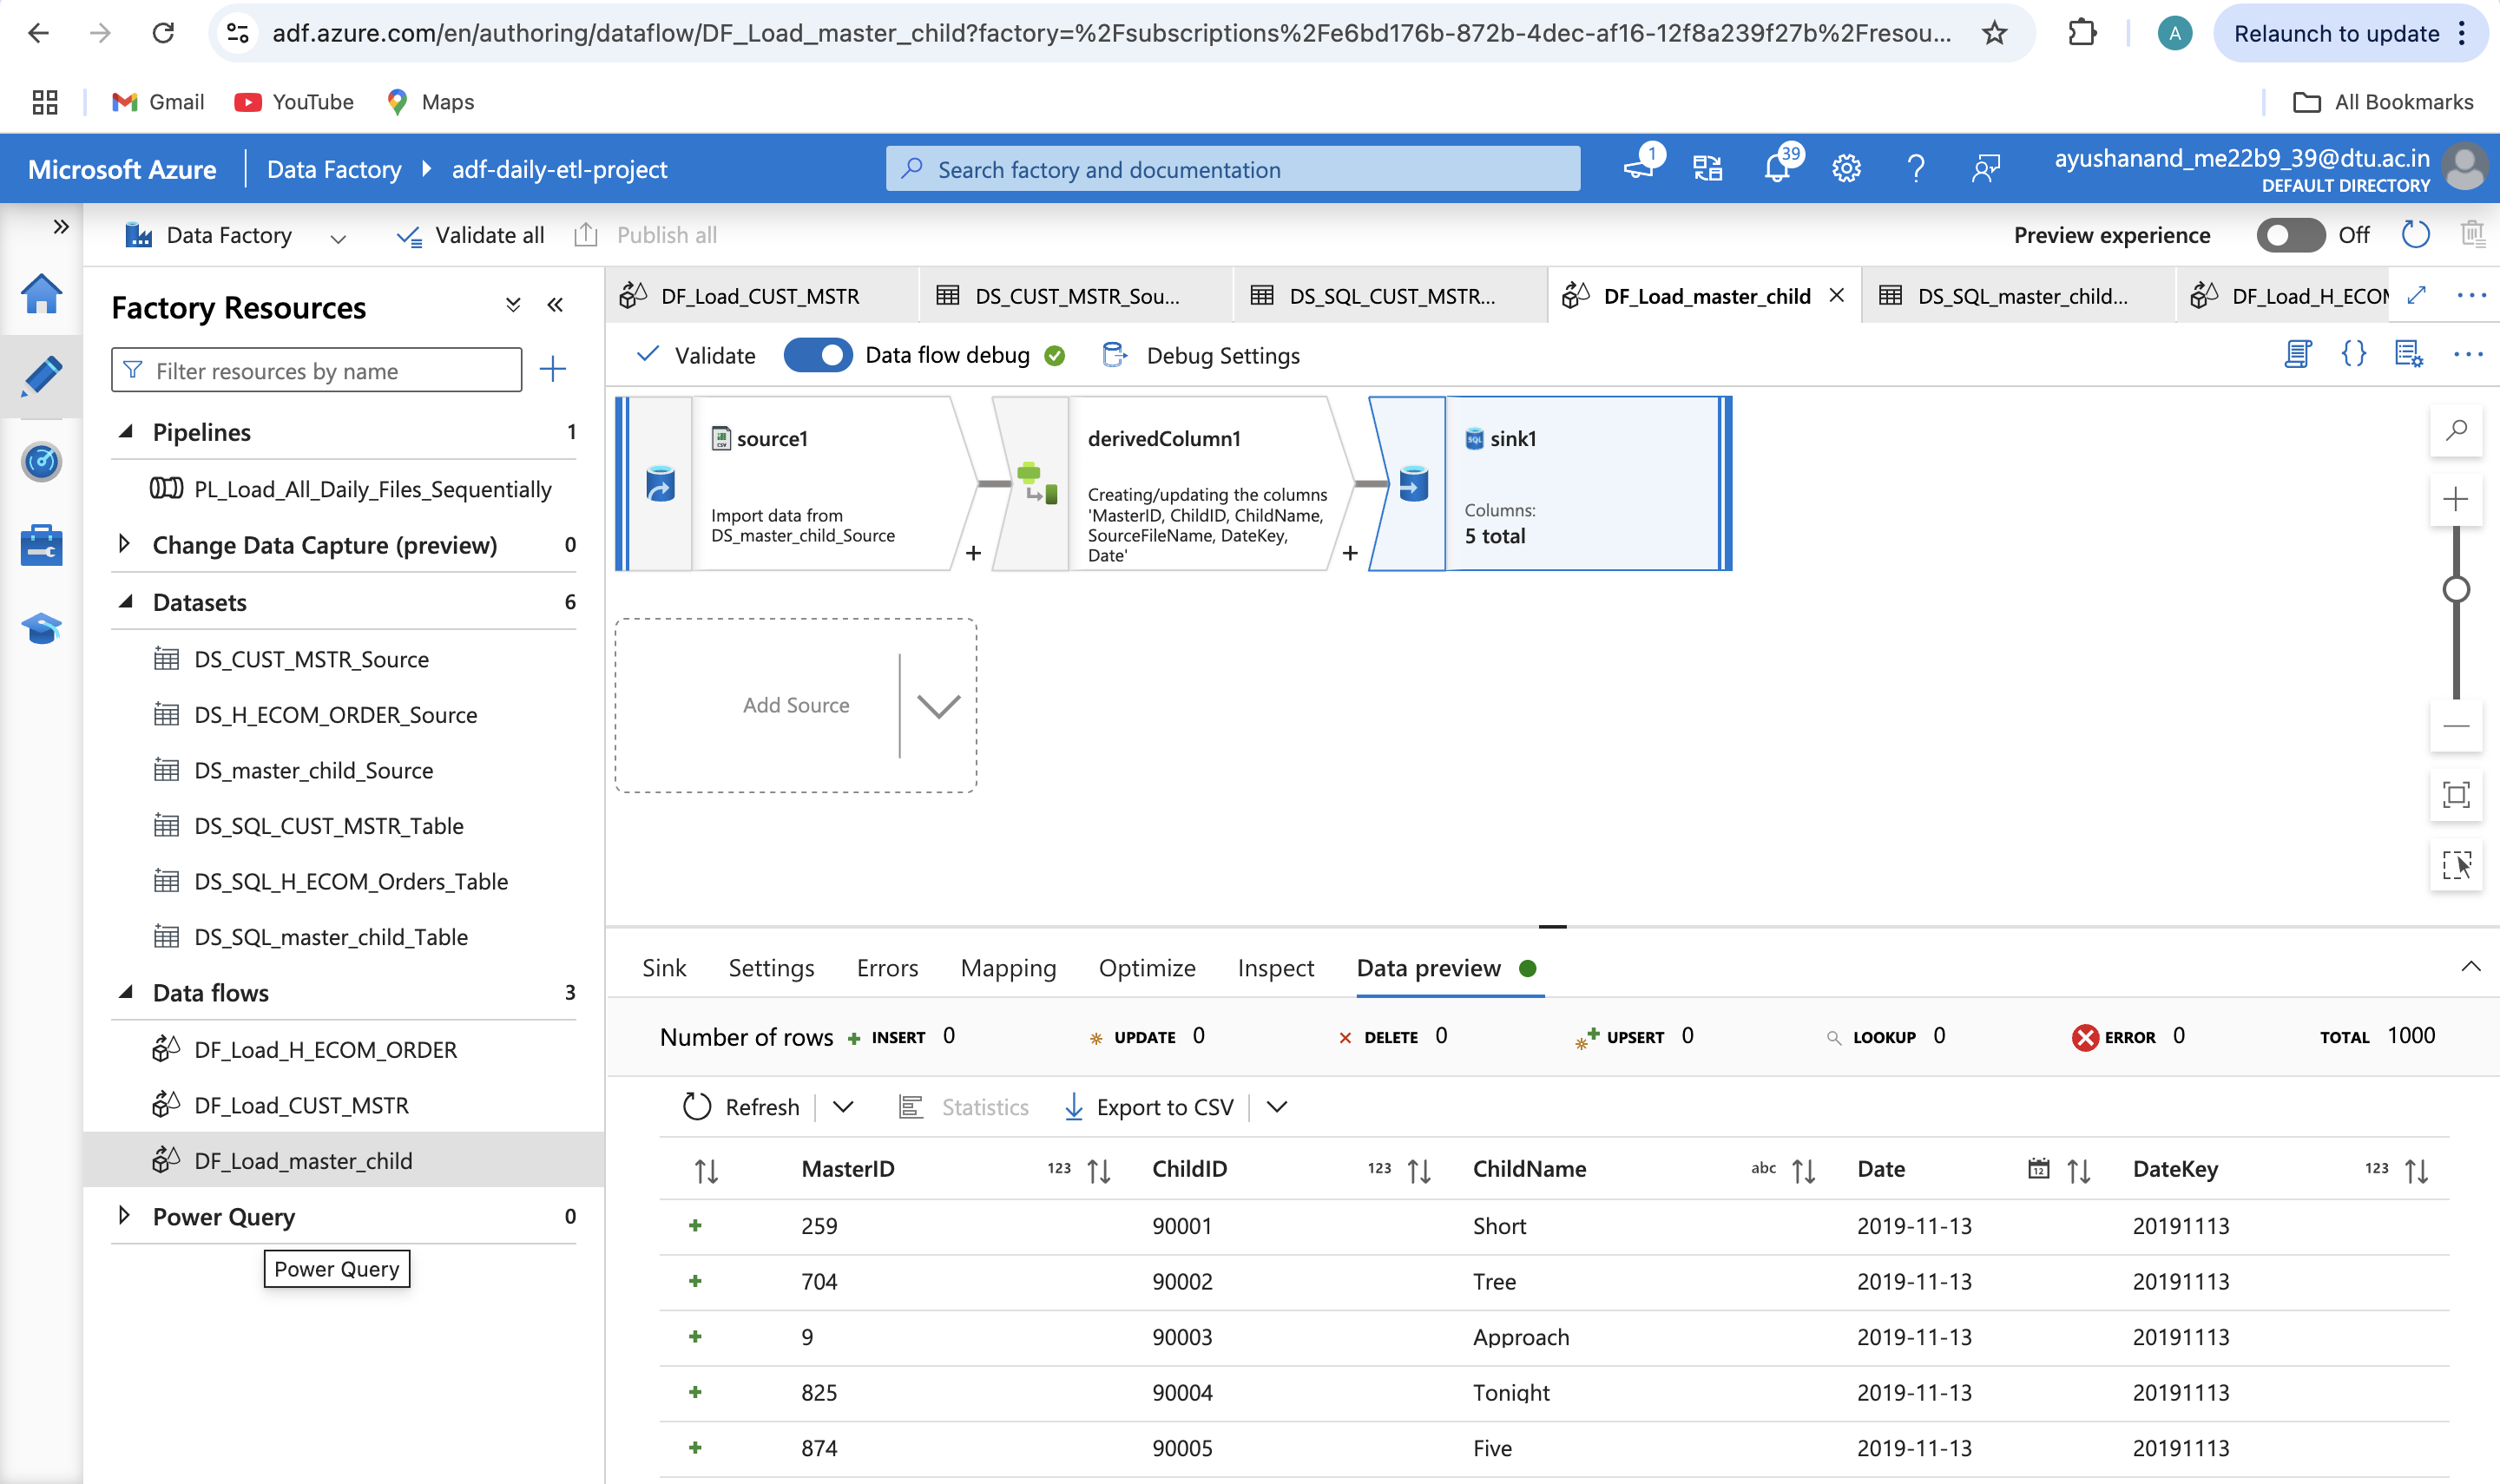 adf.azure.com/en/authoring/dataflow/DF_Load_master_child?factory=%2Fsubscriptions%2Fe6bd176b-872b-4dec-af16-12f8a239f27b%2Fresou...
A
Relaunch to update
Gmail
YouTube
Maps
All Bookmarks
Microsoft Azure
Data Factory
adf-daily-etl-project
Search factory and documentation
1
39
ayushanand_me22b9_39@dtu.ac.in
DEFAULT DIRECTORY
Data Factory
Validate all
Publish all
Preview experience
Off
Factory Resources
Filter resources by name
Pipelines 1
PL_Load_All_Daily_Files_Sequentially
Change Data Capture (preview) 0
Datasets 6
DS_CUST_MSTR_Source
DS_H_ECOM_ORDER_Source
DS_master_child_Source
DS_SQL_CUST_MSTR_Table
DS_SQL_H_ECOM_Orders_Table
DS_SQL_master_child_Table
Data flows 3
DF_Load_H_ECOM_ORDER
DF_Load_CUST_MSTR
DF_Load_master_child
Power Query 0
Power Query
DF_Load_CUST_MSTR
DS_CUST_MSTR_Sou...
DS_SQL_CUST_MSTR...
DF_Load_master_child
DS_SQL_master_child...
DF_Load_H_ECOM
Validate
Data flow debug
Debug Settings
source1
Import data from
DS_master_child_Source
derivedColumn1
Creating/updating the columns
'MasterID, ChildID, ChildName,
SourceFileName, DateKey,
Date'
SQL
sink1
Columns:
5 total
Add Source
Sink Settings Errors Mapping Optimize Inspect Data preview
Number of rows INSERT 0 UPDATE 0 DELETE 0 UPSERT 0 LOOKUP 0 ERROR 0 TOTAL 1000
Refresh Statistics Export to CSV
MasterID 123 ChildID 123 ChildName abc Date 12 DateKey 123
259 90001 Short 2019-11-13 20191113
704 90002 Tree 2019-11-13 20191113
9 90003 Approach 2019-11-13 20191113
825 90004 Tonight 2019-11-13 20191113
874 90005 Five 2019-11-13 20191113